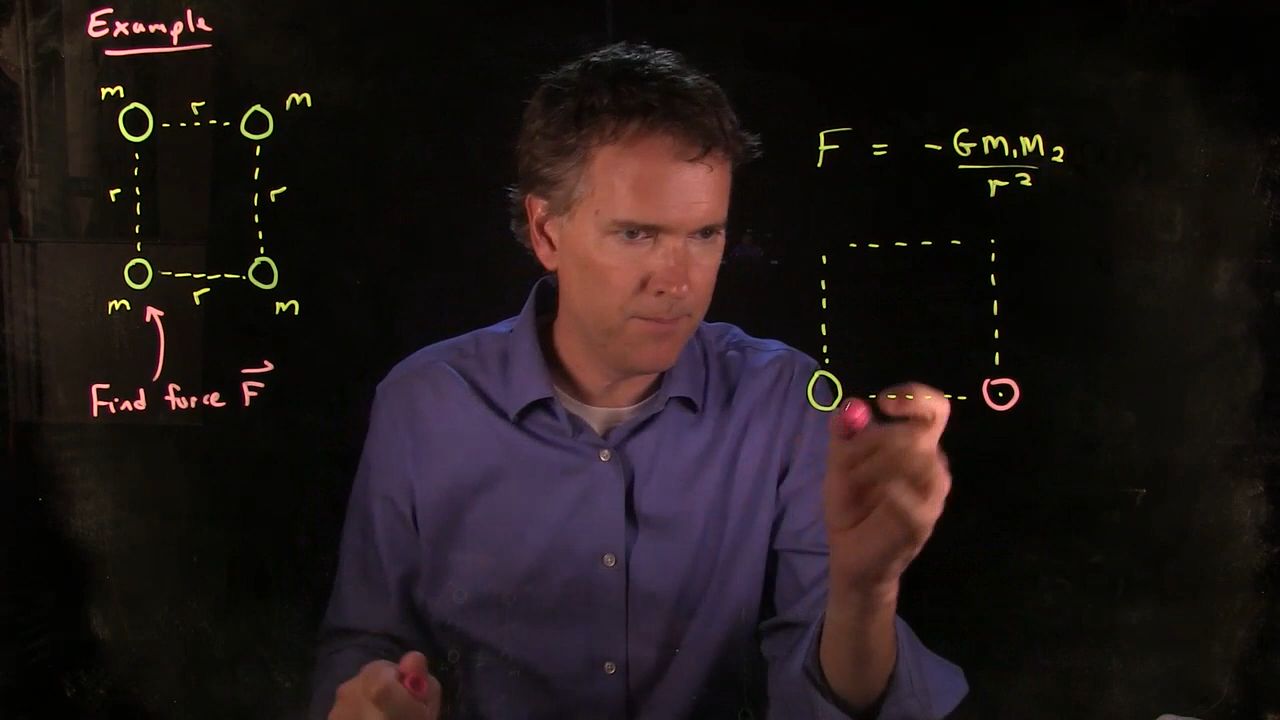 Example
m r m
r r
m r m
Find force F⃗
F = - Gm₁m₂
r²